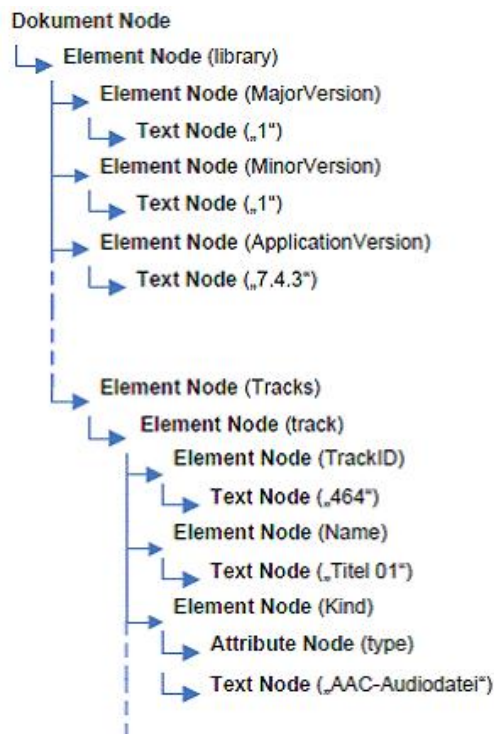 Dokument Node
Element Node (library)
Element Node (MajorVersion)
Text Node („1“)
Element Node (MinorVersion)
Text Node („1“)
Element Node (ApplicationVersion)
Text Node („7.4.3“)
Element Node (Tracks)
Element Node (track)
Element Node (TrackID)
Text Node („464“)
Element Node (Name)
Text Node („Titel 01“)
Element Node (Kind)
Attribute Node (type)
Text Node („AAC-Audiodatei“)